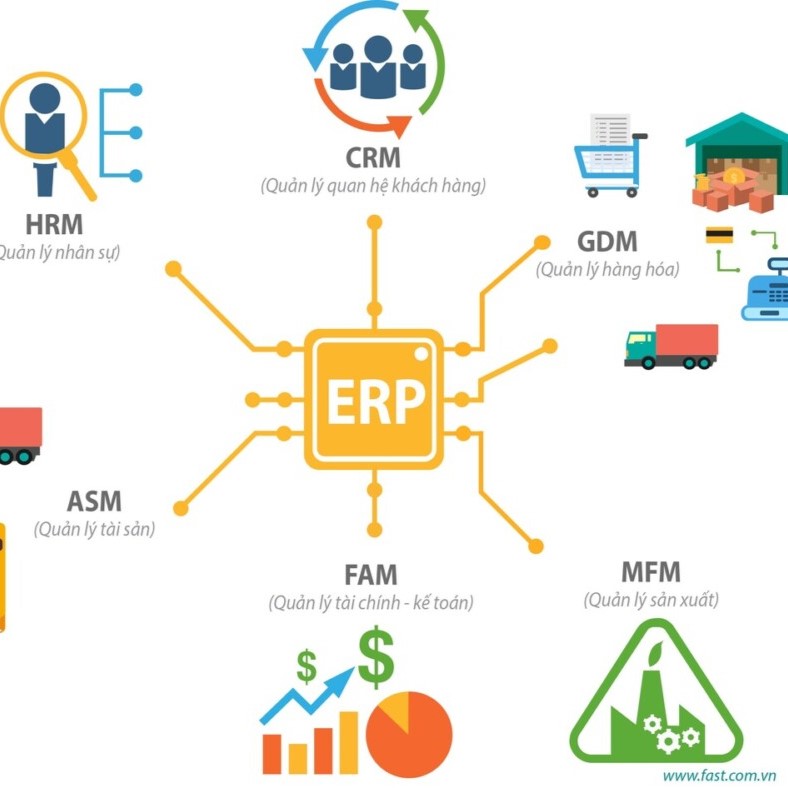 CRM
(Quản lý quan hệ khách hàng)
HRM
Quản lý nhân sự)
GDM
(Quản lý hàng hóa)
ERP
ASM
(Quản lý tài sản)
FAM
(Quản lý tài chính - kế toán)
MFM
(Quản lý sản xuất)
$ $
www.fast.com.vn